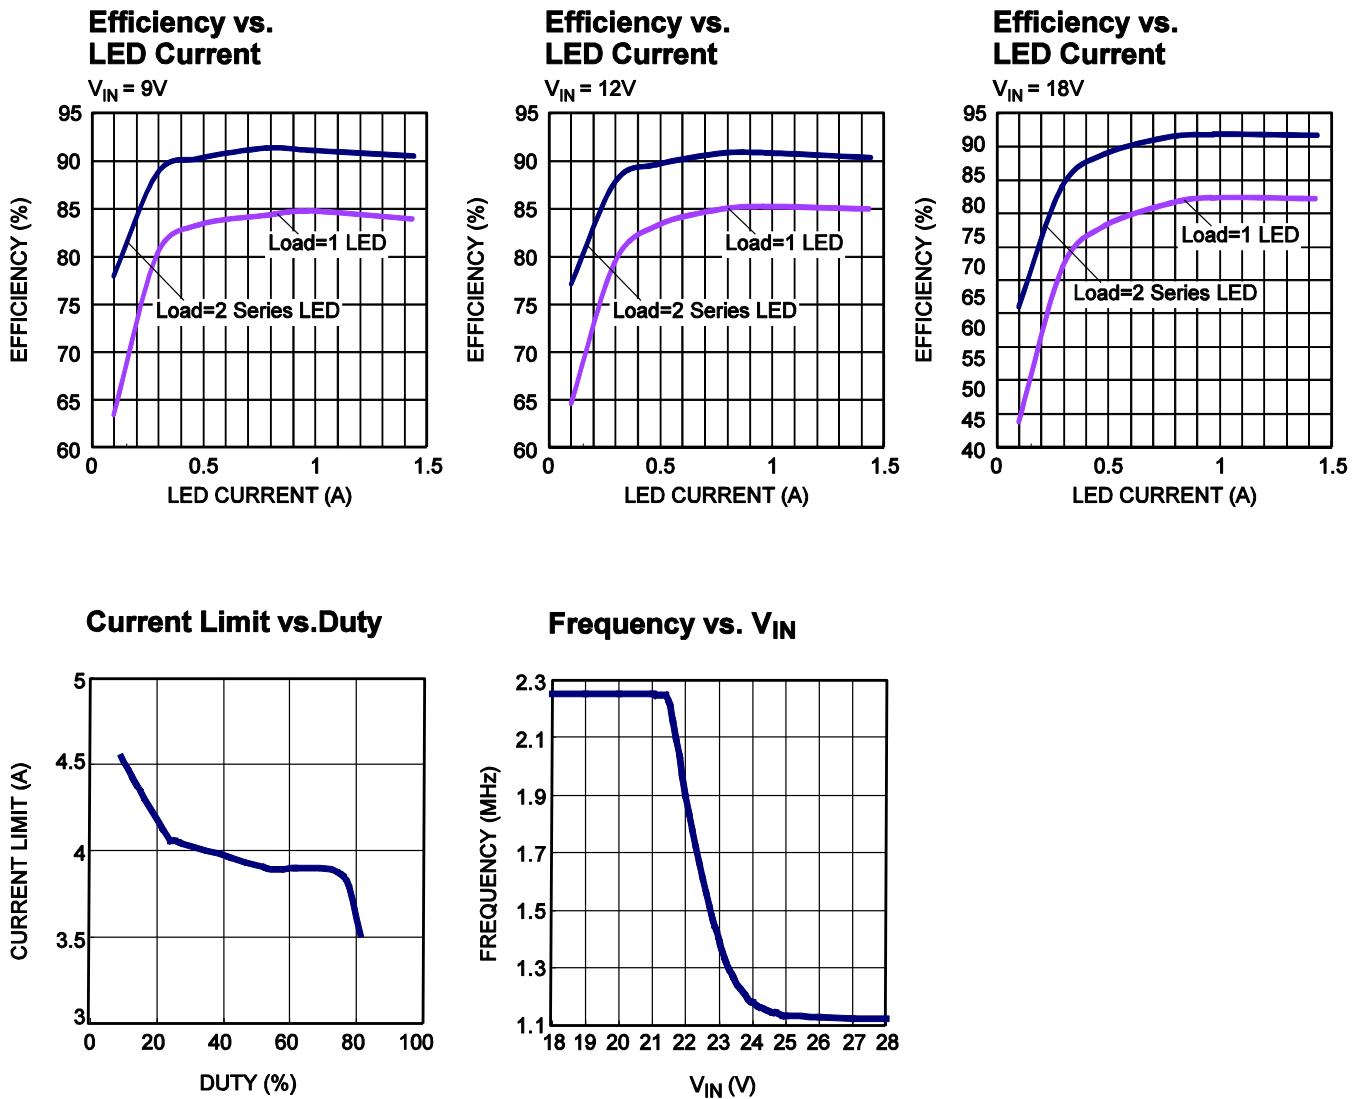 Efficiency vs.
LED Current
VIN = 9V
95
90
85
80
75
70
65
60
0
0.5
1
1.5
EFFICIENCY (%)
LED CURRENT (A)
Load=1 LED
Load=2 Series LED
Efficiency vs.
LED Current
VIN = 12V
95
90
85
80
75
70
65
60
0
0.5
1
1.5
EFFICIENCY (%)
LED CURRENT (A)
Load=1 LED
Load=2 Series LED
Efficiency vs.
LED Current
VIN = 18V
95
90
85
80
75
70
65
60
55
50
45
40
0
0.5
1
1.5
EFFICIENCY (%)
LED CURRENT (A)
Load=1 LED
Load=2 Series LED
Current Limit vs.Duty
5
4.5
4
3.5
3
0
20
40
60
80
100
CURRENT LIMIT (A)
DUTY (%)
Frequency vs. VIN
2.3
2.1
1.9
1.7
1.5
1.3
1.1
18 19 20 21 22 23 24 25 26 27 28
FREQUENCY (MHz)
VIN (V)